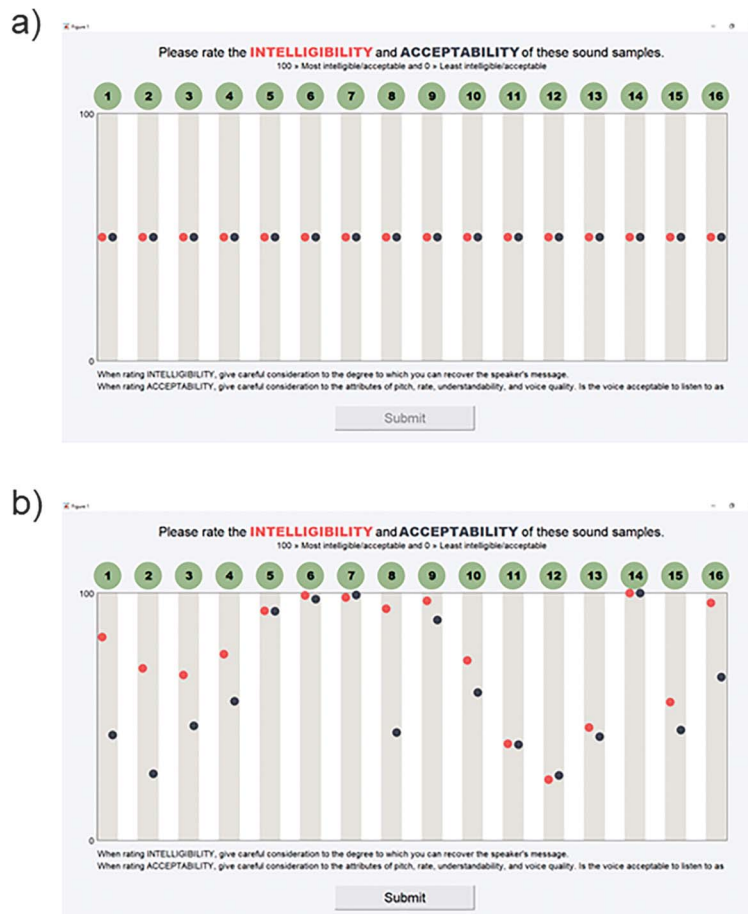 a)
Figure 1
Please rate the INTELLIGIBILITY and ACCEPTABILITY of these sound samples.
100 = Most intelligible/acceptable and 0 = Least intelligible/acceptable
1 2 3 4 5 6 7 8 9 10 11 12 13 14 15 16
100
0
When rating INTELLIGIBILITY, give careful consideration to the degree to which you can recover the speaker's message.
When rating ACCEPTABILITY, give careful consideration to the attributes of pitch, rate, understandability, and voice quality. Is the voice acceptable to listen to as
Submit
b)
Figure 1
Please rate the INTELLIGIBILITY and ACCEPTABILITY of these sound samples.
100 = Most intelligible/acceptable and 0 = Least intelligible/acceptable
1 2 3 4 5 6 7 8 9 10 11 12 13 14 15 16
100
0
When rating INTELLIGIBILITY, give careful consideration to the degree to which you can recover the speaker's message.
When rating ACCEPTABILITY, give careful consideration to the attributes of pitch, rate, understandability, and voice quality. Is the voice acceptable to listen to as
Submit